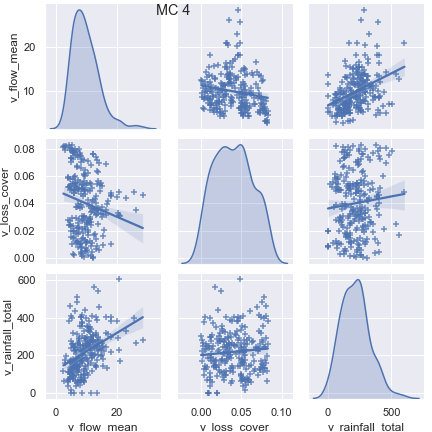 MC 4
v_flow_mean
20
10
v_loss_cover
0.08
0.06
0.04
0.02
0.00
v_rainfall_total
600
400
200
0
0 20
0.00 0.05 0.10
0 500
v_flow_mean
v_loss_cover
v_rainfall_total